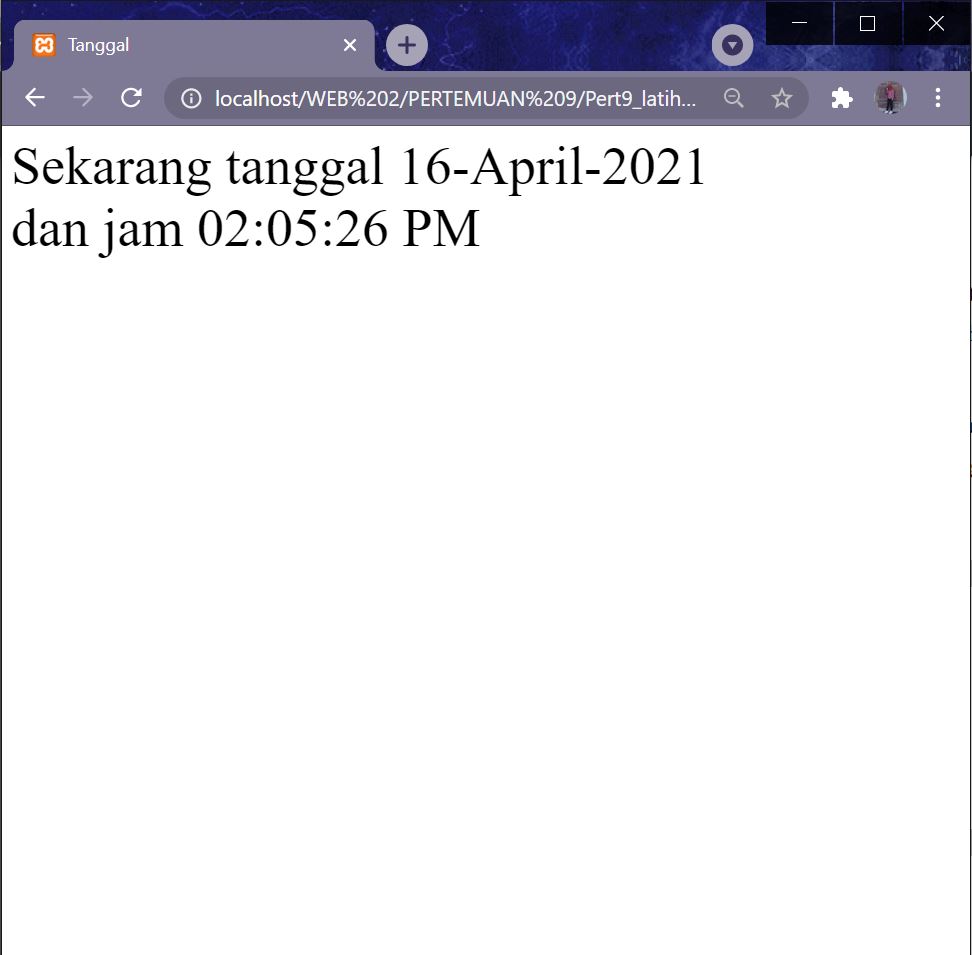 Tanggal
localhost/WEB%202/PERTEMUAN%209/Pert9_latih...
Sekarang tanggal 16-April-2021
dan jam 02:05:26 PM